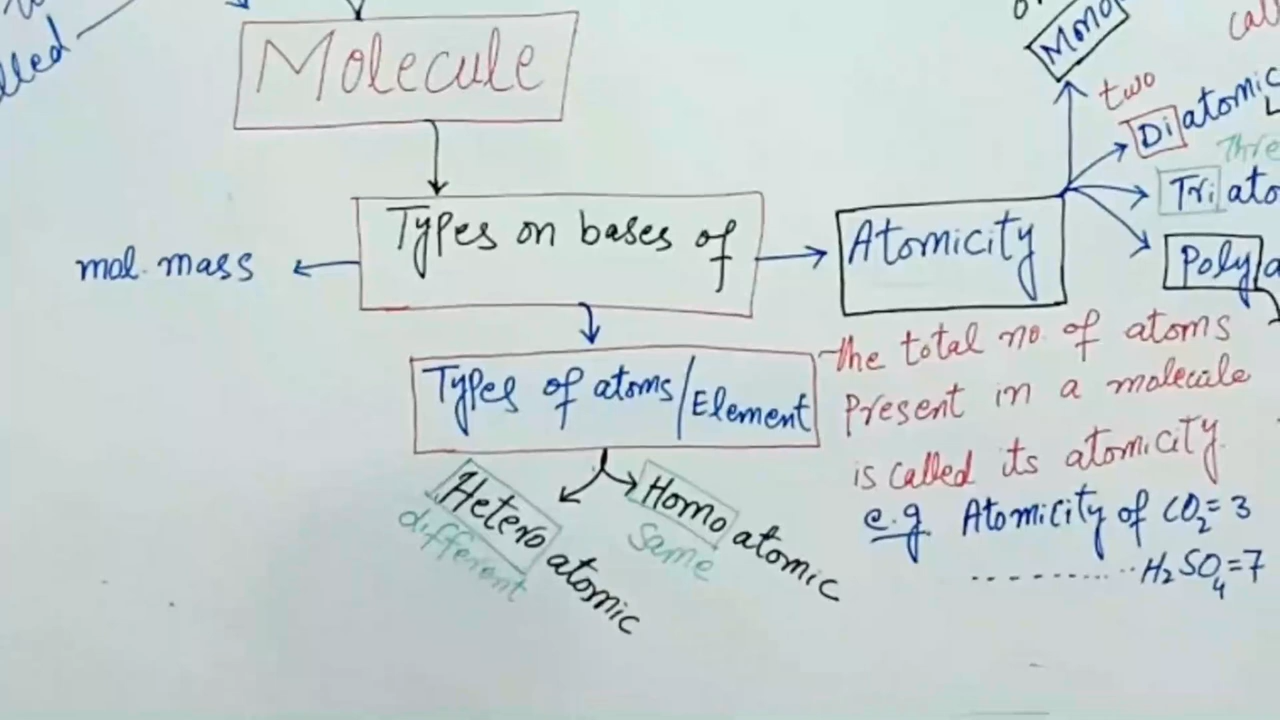 lled
Molecule
Mono
two
Diatomic
Triato
Poly
Types on bases of
mol. mass
Atomicity
Types of atoms/Element
the total no. of atoms
Present in a molecule
is called its atomicity.
e.g Atomicity of CO₂=3
.......... H₂SO₄=7
Hetero atomic
different
Homo atomic
Same